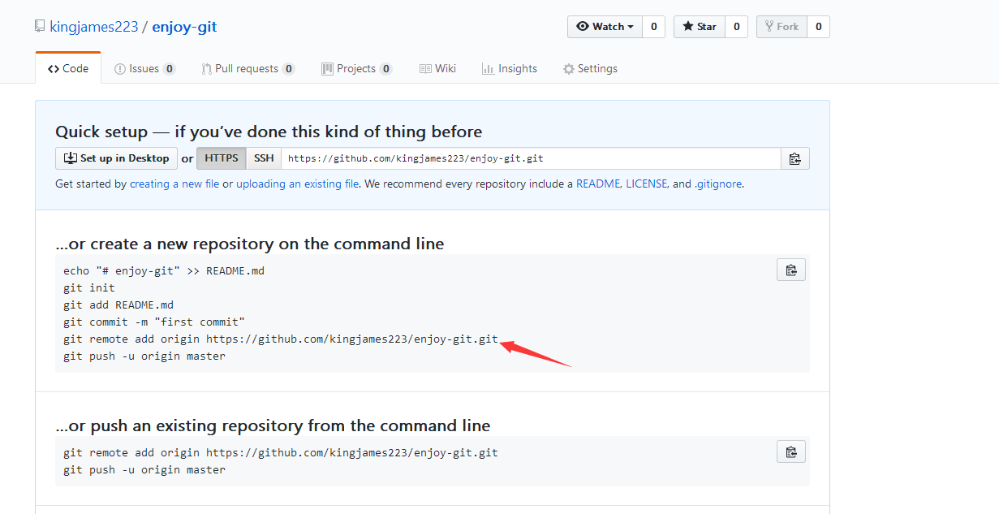 kingjames223 / enjoy-git
Watch 0 Star 0 Fork 0
Code Issues 0 Pull requests 0 Projects 0 Wiki Insights Settings
Quick setup — if you’ve done this kind of thing before
Set up in Desktop or HTTPS SSH https://github.com/kingjames223/enjoy-git.git
Get started by creating a new file or uploading an existing file. We recommend every repository include a README, LICENSE, and .gitignore.
…or create a new repository on the command line
echo "# enjoy-git" >> README.md
git init
git add README.md
git commit -m "first commit"
git remote add origin https://github.com/kingjames223/enjoy-git.git
git push -u origin master
…or push an existing repository from the command line
git remote add origin https://github.com/kingjames223/enjoy-git.git
git push -u origin master